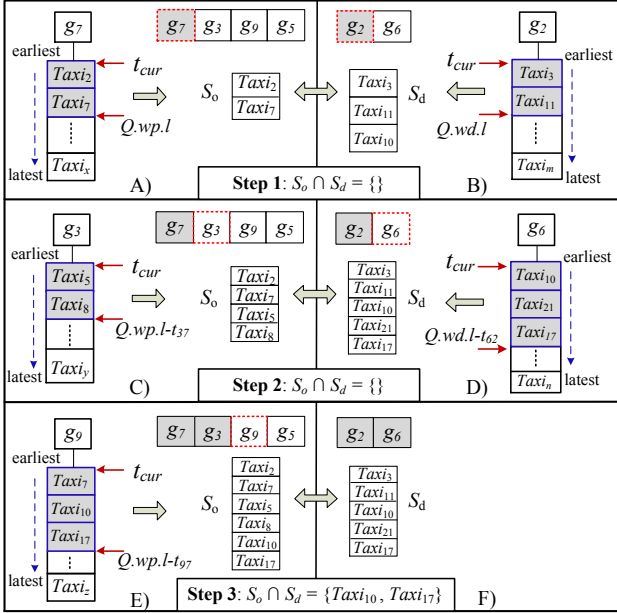 g7
g7 g3 g9 g5
g2 g6
g2
earliest
Taxi2
Taxi7
Taxix
latest
tcur
Q.wp.l
So
Taxi2
Taxi7
Taxi3
Taxi11
Taxi10
Sd
tcur
Q.wd.l
Taxi3
Taxi11
Taxim
earliest
latest
A)
Step 1: So ∩ Sd = {}
B)
g3
g7 g3 g9 g5
g2 g6
g6
earliest
Taxi5
Taxi8
Taxiy
latest
tcur
Q.wp.l-t37
So
Taxi2
Taxi7
Taxi5
Taxi8
Taxi3
Taxi11
Taxi10
Taxi21
Taxi17
Sd
tcur
Q.wd.l-t62
Taxi10
Taxi21
Taxi17
Taxin
earliest
latest
C)
Step 2: So ∩ Sd = {}
D)
g9
g7 g3 g9 g5
g2 g6
earliest
Taxi7
Taxi10
Taxi17
Taxiz
latest
tcur
Q.wp.l-t97
So
Taxi2
Taxi7
Taxi5
Taxi8
Taxi10
Taxi17
Taxi3
Taxi11
Taxi10
Taxi21
Taxi17
Sd
E)
Step 3: So ∩ Sd = {Taxi10 , Taxi17}
F)